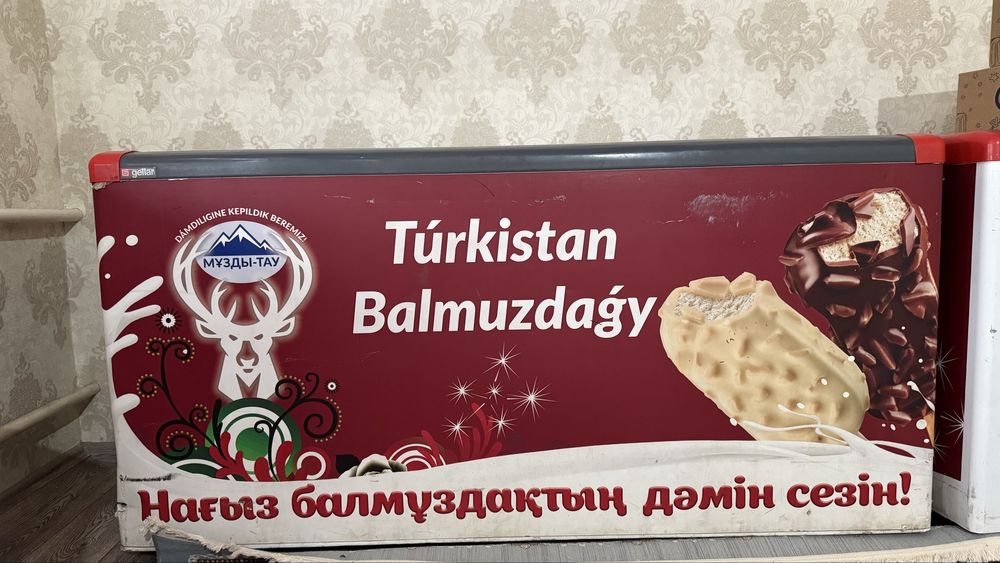 gellar
DÁMDILIGINE KEPILDIK BEREMIZ!
МҰЗДЫ-ТАУ
Túrkistan
Balmuzdaǵy
Нағыз балмұздақтың дәмін сезін!